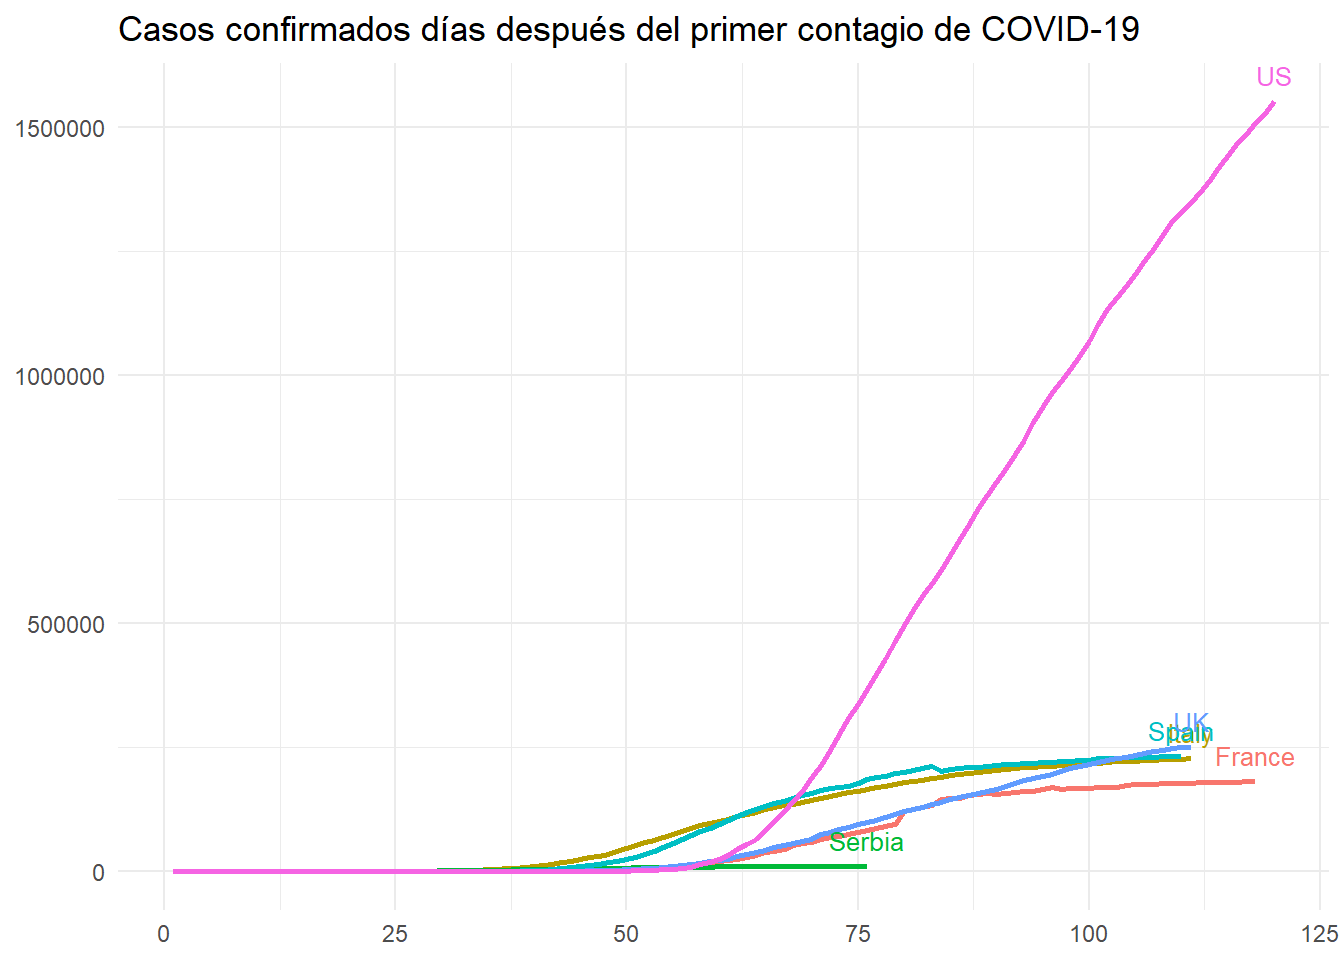 Casos confirmados días después del primer contagio de COVID-19
US
1500000
1000000
500000
UK
Spain
Italy
France
Serbia
0
0 25 50 75 100 125